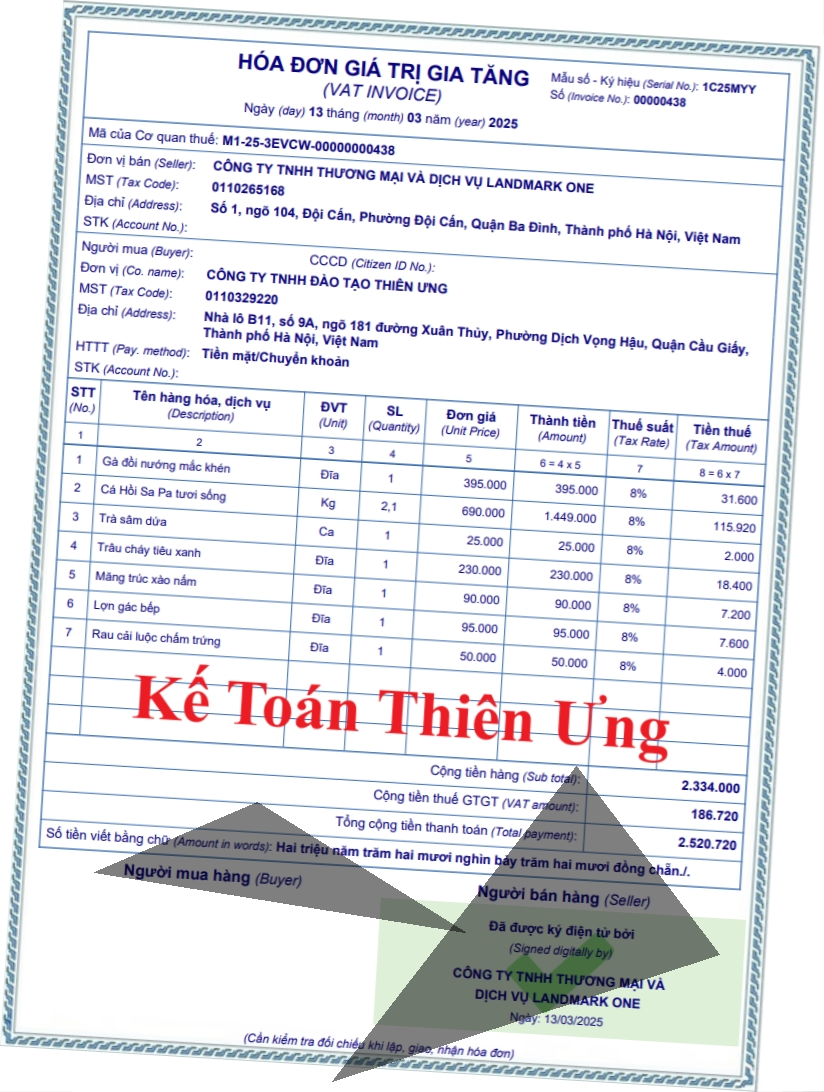 HÓA ĐƠN GIÁ TRỊ GIA TĂNG
(VAT INVOICE)
Ngày (day) 13 tháng (month) 03 năm (year) 2025
Mẫu số - Ký hiệu (Serial No.): 1C25MYY
Số (Invoice No.): 00000438
Mã của Cơ quan thuế: M1-25-3EVCW-00000000438
Đơn vị bán (Seller): CÔNG TY TNHH THƯƠNG MẠI VÀ DỊCH VỤ LANDMARK ONE
MST (Tax Code): 0110265168
Địa chỉ (Address): Số 1, ngõ 104, Đội Cấn, Phường Đội Cấn, Quận Ba Đình, Thành phố Hà Nội, Việt Nam
STK (Account No.):
Người mua (Buyer): CCCD (Citizen ID No.):
Đơn vị (Co. name): CÔNG TY TNHH ĐÀO TẠO THIÊN ƯNG
MST (Tax Code): 0110329220
Địa chỉ (Address): Nhà lô B11, số 9A, ngõ 181 đường Xuân Thủy, Phường Dịch Vọng Hậu, Quận Cầu Giấy,
Thành phố Hà Nội, Việt Nam
HTTT (Pay. method): Tiền mặt/Chuyển khoản
STK (Account No.):
STT Tên hàng hóa, dịch vụ ĐVT SL Đơn giá Thành tiền Thuế suất Tiền thuế
(No.) (Description) (Unit) (Quantity) (Unit Price) (Amount) (Tax Rate) (Tax Amount)
1 2 3 4 5 6 = 4 x 5 7 8 = 6 x 7
1 Gà đồi nướng mắc khén Đĩa 1 395.000 395.000 8% 31.600
2 Cá Hồi Sa Pa tươi sống Kg 2,1 690.000 1.449.000 8% 115.920
3 Trà sâm dứa Ca 1 25.000 25.000 8% 2.000
4 Trâu cháy tiêu xanh Đĩa 1 230.000 230.000 8% 18.400
5 Măng trúc xào nấm Đĩa 1 90.000 90.000 8% 7.200
6 Lợn gác bếp Đĩa 1 95.000 95.000 8% 7.600
7 Rau cải luộc chấm trứng Đĩa 1 50.000 50.000 8% 4.000
Kế Toán Thiên Ưng
Cộng tiền hàng (Sub total): 2.334.000
Cộng tiền thuế GTGT (VAT amount): 186.720
Tổng cộng tiền thanh toán (Total payment): 2.520.720
Số tiền viết bằng chữ (Amount in words): Hai triệu năm trăm hai mươi nghìn bảy trăm hai mươi đồng chẵn./.
Người mua hàng (Buyer)
Người bán hàng (Seller)
Đã được ký điện tử bởi
(Signed digitally by)
CÔNG TY TNHH THƯƠNG MẠI VÀ
DỊCH VỤ LANDMARK ONE
Ngày: 13/03/2025
(Cần kiểm tra đối chiếu khi lập, giao, nhận hóa đơn)